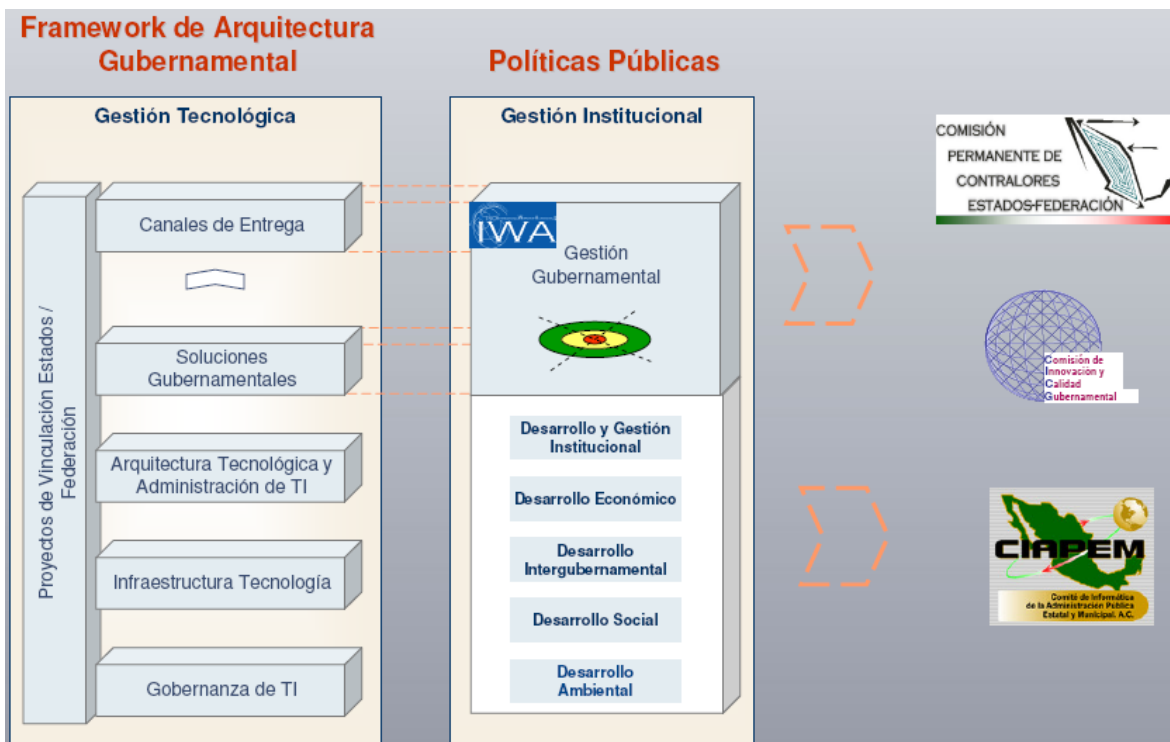 Framework de Arquitectura
Gubernamental
Políticas Públicas
Gestión Tecnológica
Proyectos de Vinculación Estados /
Federación
Canales de Entrega
Soluciones
Gubernamentales
Arquitectura Tecnológica y
Administración de TI
Infraestructura Tecnología
Gobernanza de TI
Gestión Institucional
IWA
Gestión
Gubernamental
Desarrollo y Gestión
Institucional
Desarrollo Económico
Desarrollo
Intergubernamental
Desarrollo Social
Desarrollo
Ambiental
COMISIÓN
PERMANENTE DE
CONTRALORES
ESTADOS-FEDERACIÓN
Comisión de
Innovación y
Calidad
Gubernamental
CIAPEM
Comité de Informática
de la Administración Pública
Estatal y Municipal. A.C.